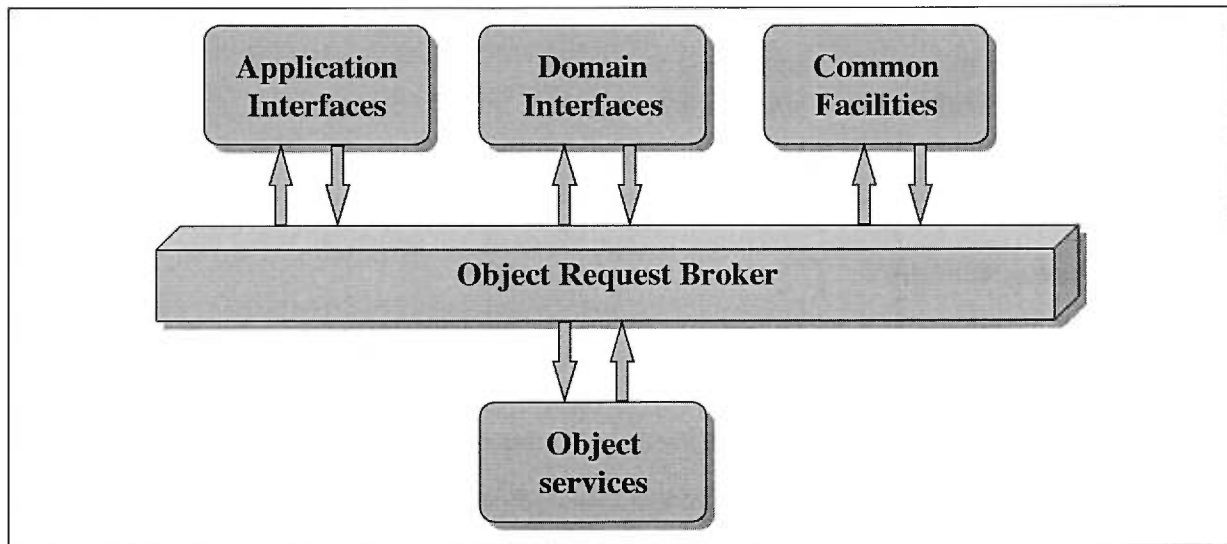 Application
Interfaces
Domain
Interfaces
Common
Facilities
Object Request Broker
Object
services